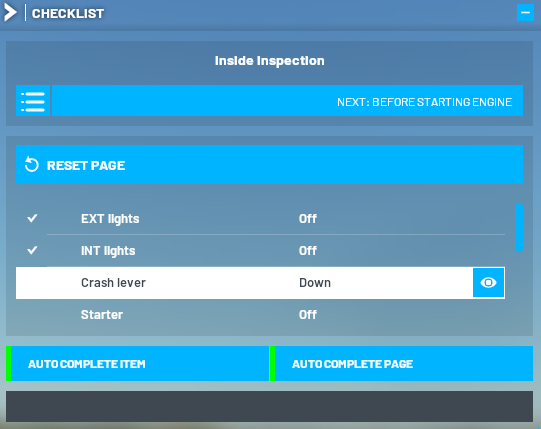 CHECKLIST
Inside Inspection
NEXT: BEFORE STARTING ENGINE
RESET PAGE
EXT lights Off
INT lights Off
Crash lever Down
Starter Off
AUTO COMPLETE ITEM AUTO COMPLETE PAGE